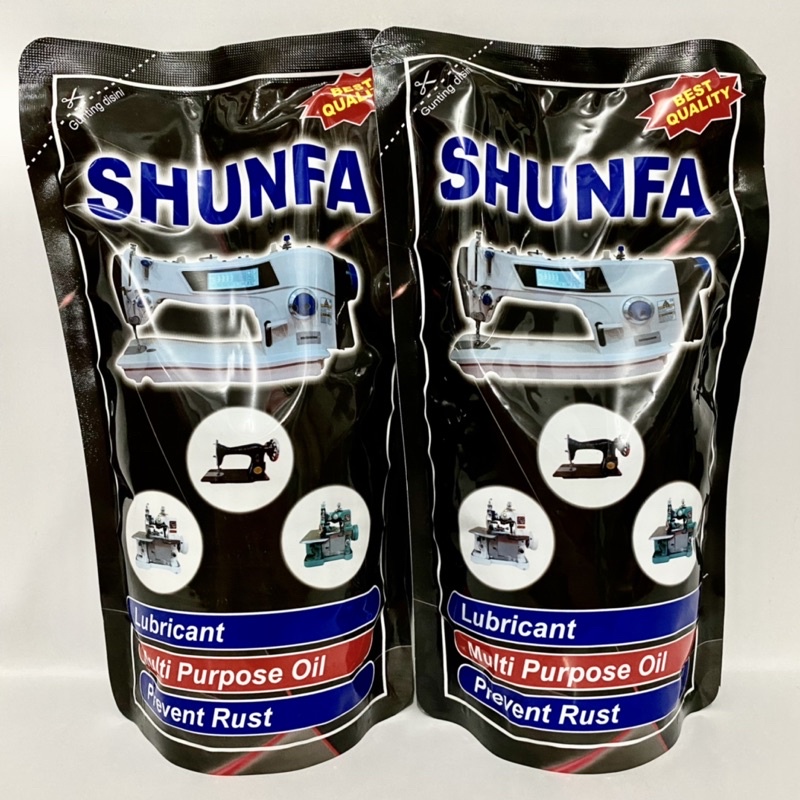 Gunting disini
BEST
QUALITY
SHUNFA
Lubricant
Multi Purpose Oil
Prevent Rust
Gunting disini
BEST
QUALITY
SHUNFA
Lubricant
Multi Purpose Oil
Prevent Rust